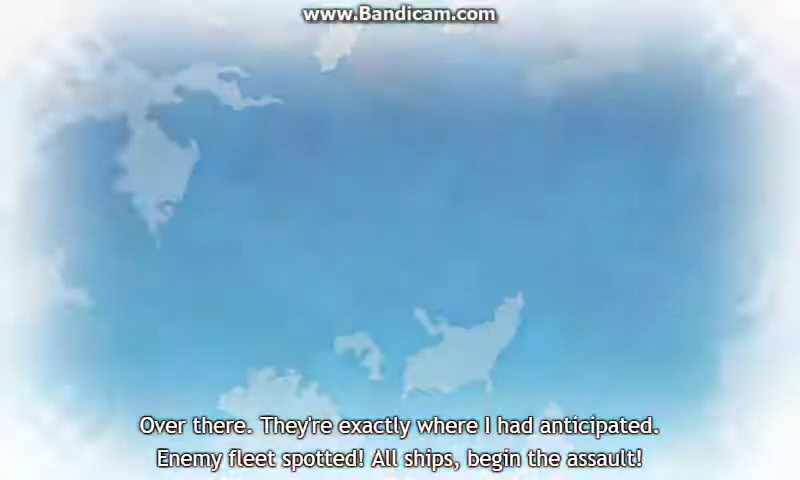 www.Bandicam.com
Over there. They're exactly where I had anticipated.
Enemy fleet spotted! All ships, begin the assault!